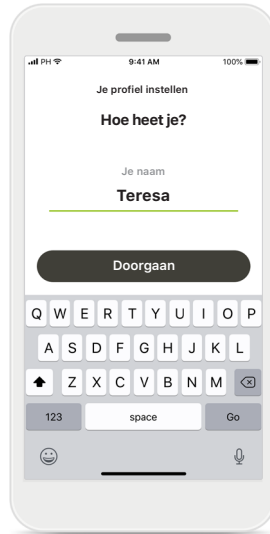 PH 9:41 AM 100%
Je profiel instellen
Hoe heet je?
Je naam
Teresa
Doorgaan
Q W E R T Y U I O P
A S D F G H J K L
Z X C V B N M
123 space Go